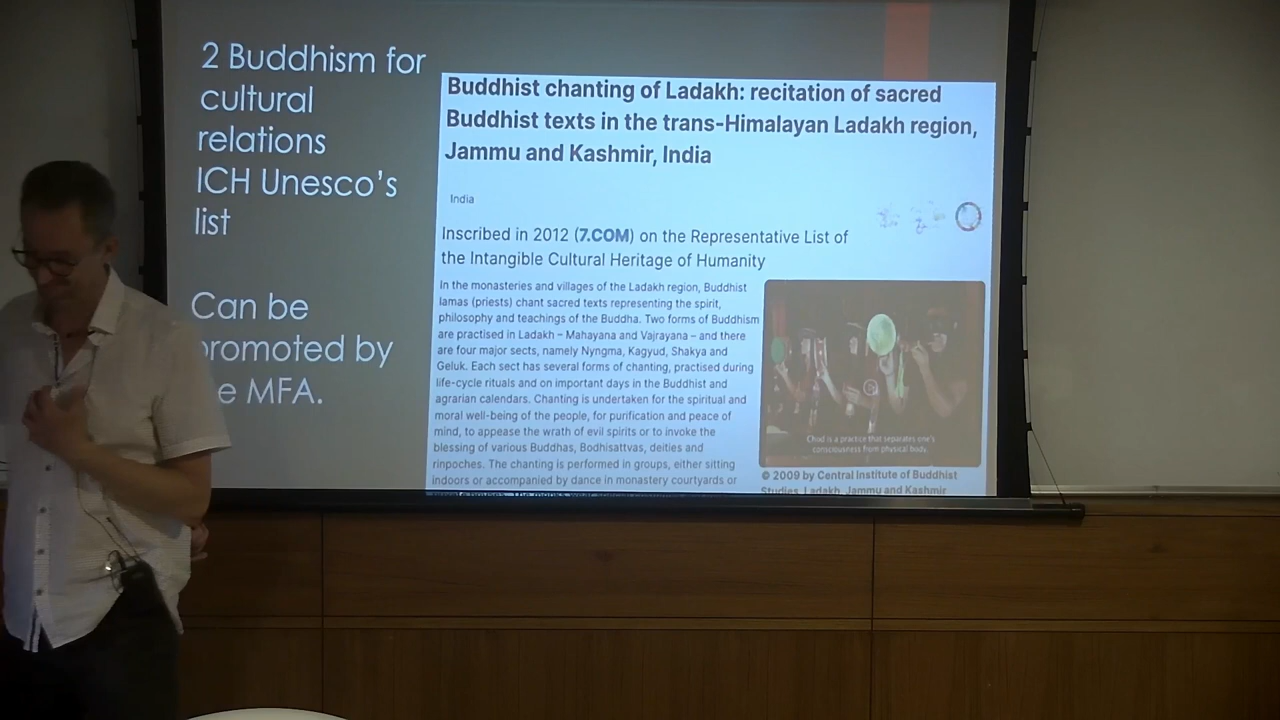 2 Buddhism for
cultural
relations
ICH Unesco's
list
Can be
promoted by
e MFA.
Buddhist chanting of Ladakh: recitation of sacred
Buddhist texts in the trans-Himalayan Ladakh region,
Jammu and Kashmir, India
India
Inscribed in 2012 (7.COM) on the Representative List of
the Intangible Cultural Heritage of Humanity
In the monasteries and villages of the Ladakh region, Buddhist
lamas (priests) chant sacred texts representing the spirit,
philosophy and teachings of the Buddha. Two forms of Buddhism
are practised in Ladakh – Mahayana and Vajrayana – and there
are four major sects, namely Nyngma, Kagyud, Shakya and
Geluk. Each sect has several forms of chanting, practised during
life-cycle rituals and on important days in the Buddhist and
agrarian calendars. Chanting is undertaken for the spiritual and
moral well-being of the people, for purification and peace of
mind, to appease the wrath of evil spirits or to invoke the
blessing of various Buddhas, Bodhisattvas, deities and
rinpoches. The chanting is performed in groups, either sitting
indoors or accompanied by dance in monastery courtyards or
Chod is a practice that separates one's
consciousness from physical body.
© 2009 by Central Institute of Buddhist
Studies, Ladakh, Jammu and Kashmir